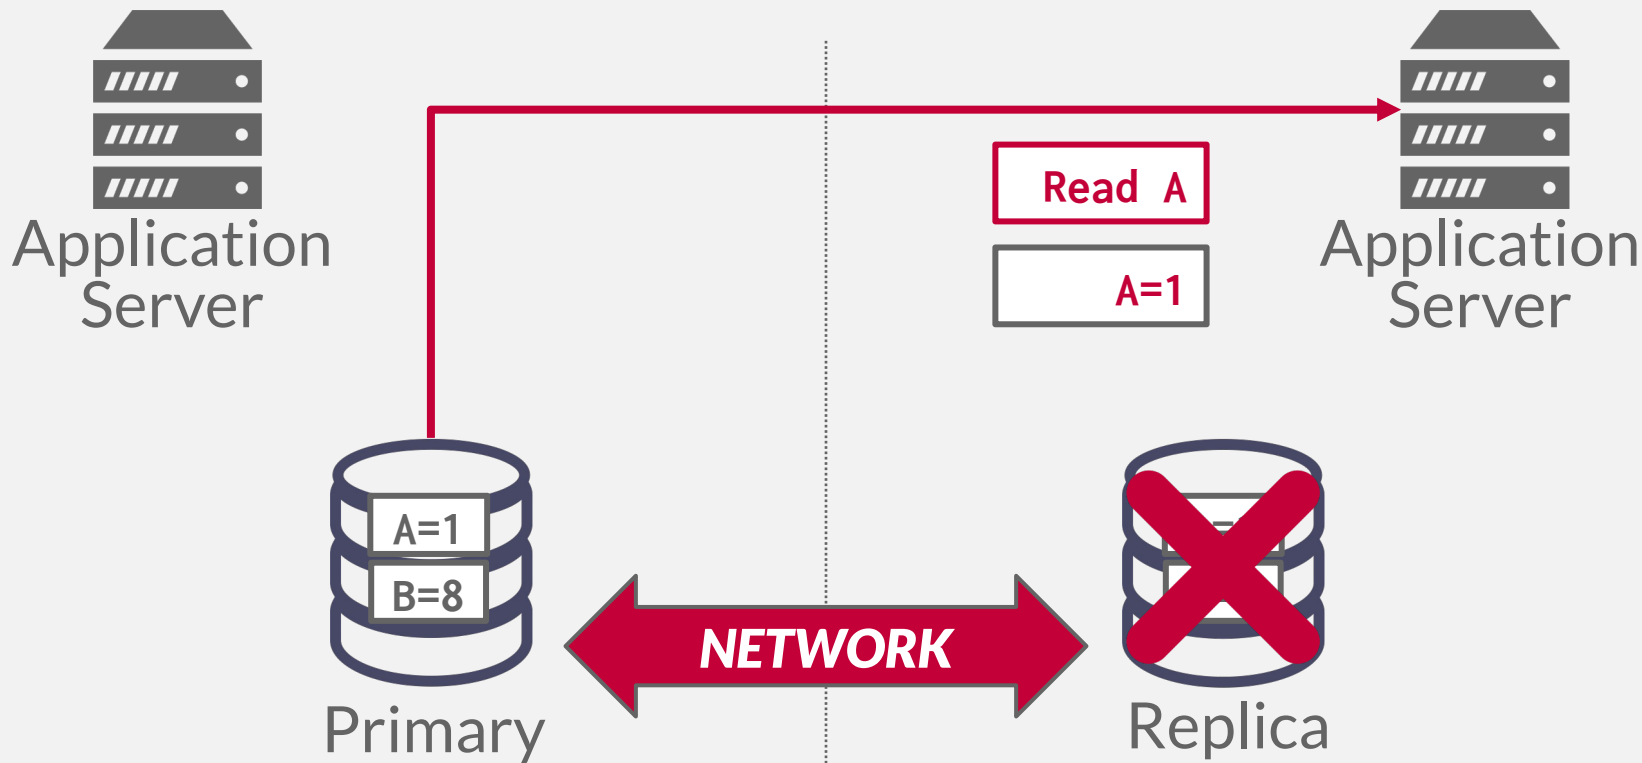 Application
Server
Read A
A=1
Application
Server
A=1
B=8
NETWORK
Primary
Replica